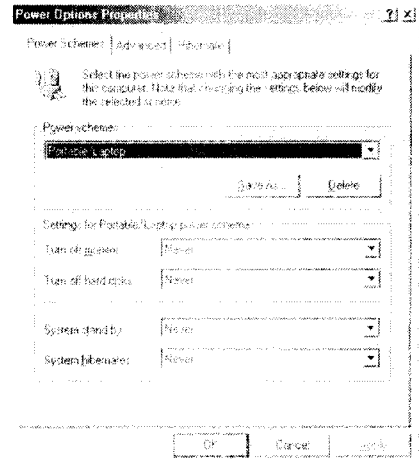 Power Options Properties
Power Schemes Advanced Hibernate
Select the power scheme with the most appropriate settings for
this computer. Note that changing the settings below will modify
the selected scheme.
Power schemes
Portable/Laptop
Save As... Delete
Settings for Portable/Laptop power scheme
Turn off monitor: Never
Turn off hard disks: Never
System standby: Never
System hibernates: Never
OK Cancel Apply